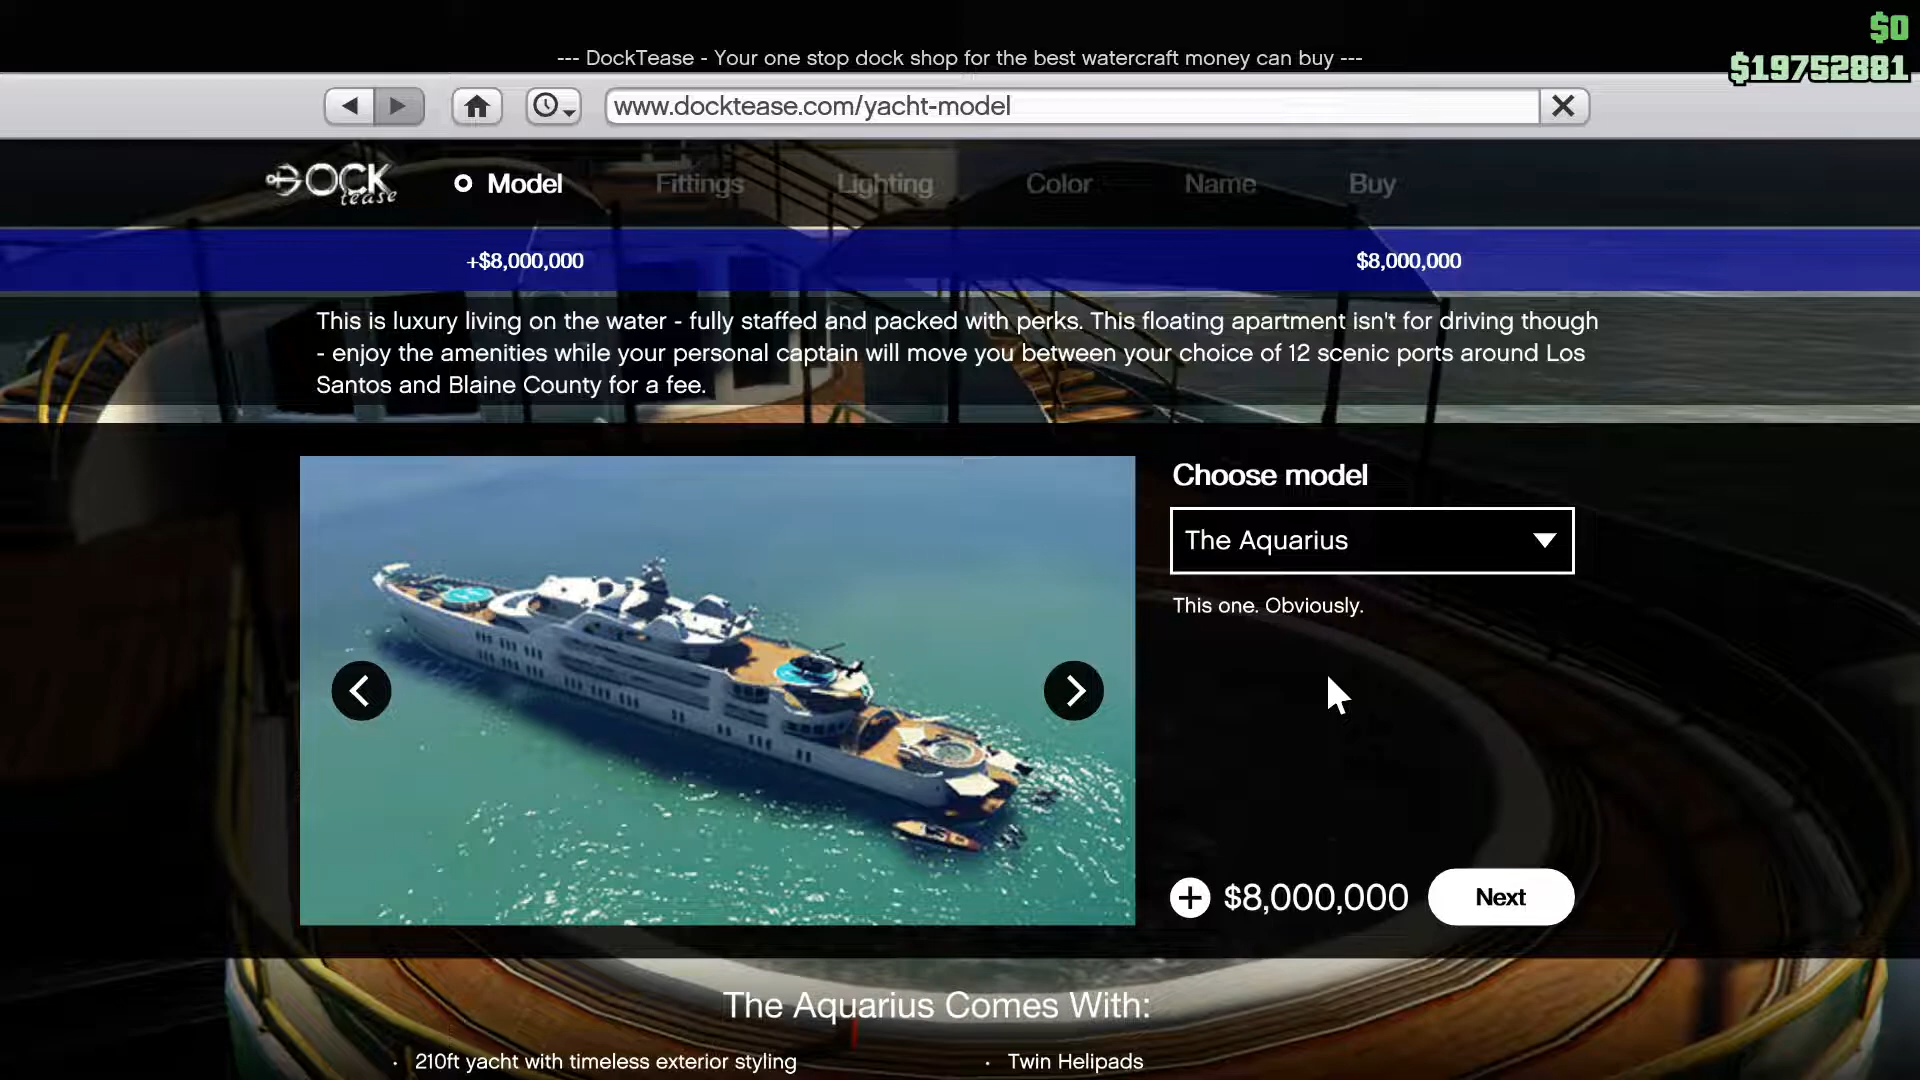 $0
--- DockTease - Your one stop dock shop for the best watercraft money can buy ---
$19752881
www.docktease.com/yacht-model
DOCK
tease
Model
Fittings
Lighting
Color
Name
Buy
+$8,000,000
$8,000,000
This is luxury living on the water - fully staffed and packed with perks. This floating apartment isn't for driving though
- enjoy the amenities while your personal captain will move you between your choice of 12 scenic ports around Los
Santos and Blaine County for a fee.
Choose model
The Aquarius
This one. Obviously.
$8,000,000
Next
The Aquarius Comes With:
· 210ft yacht with timeless exterior styling
· Twin Helipads